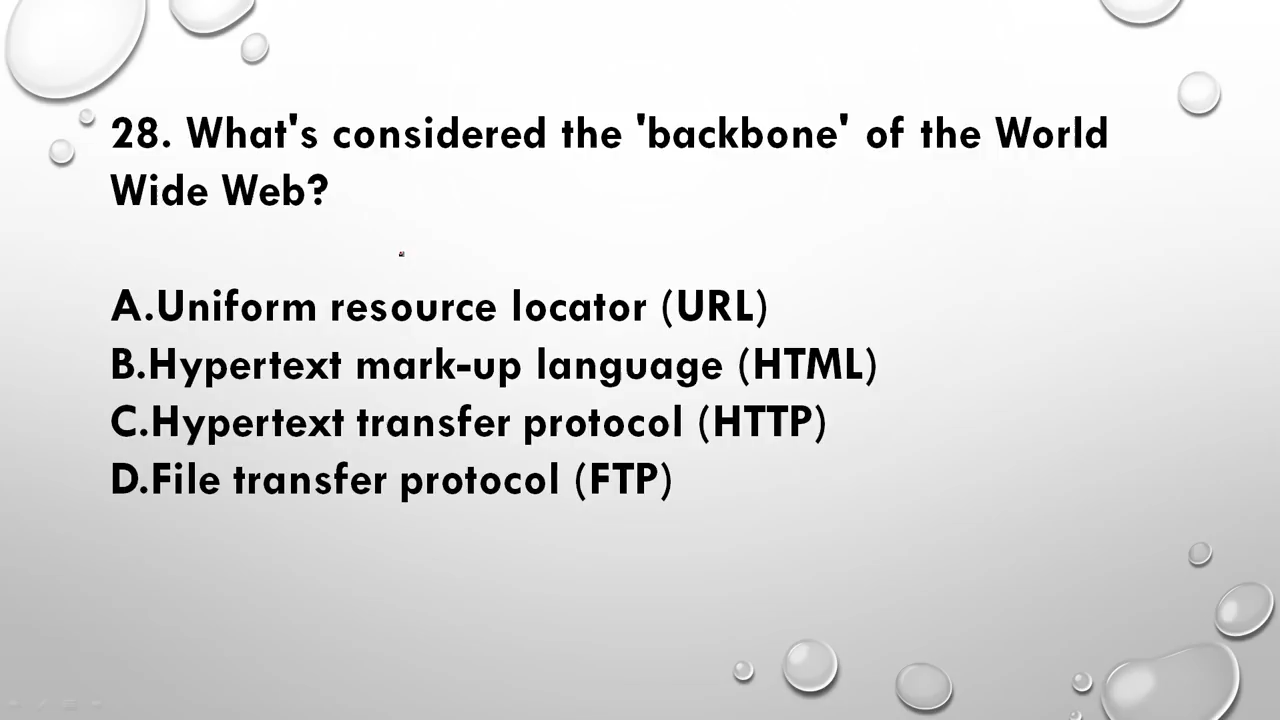 28. What's considered the 'backbone' of the World
Wide Web?
A.Uniform resource locator (URL)
B.Hypertext mark-up language (HTML)
C.Hypertext transfer protocol (HTTP)
D.File transfer protocol (FTP)